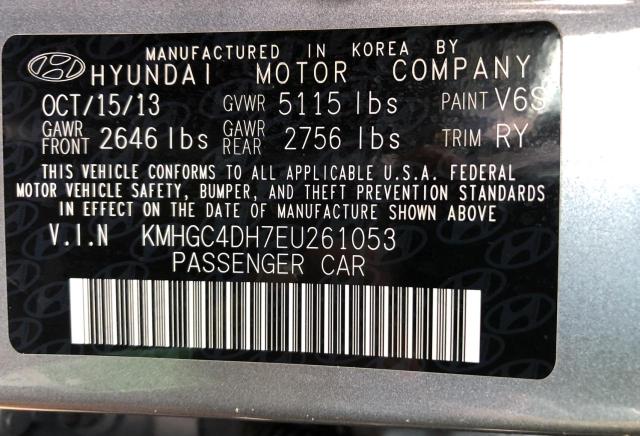 MANUFACTURED IN KOREA BY
HYUNDAI MOTOR COMPANY
OCT/15/13 GVWR 5115 lbs PAINT V6S
GAWR FRONT 2646 lbs GAWR REAR 2756 lbs TRIM RY
THIS VEHICLE CONFORMS TO ALL APPLICABLE U.S.A. FEDERAL
MOTOR VEHICLE SAFETY, BUMPER, AND THEFT PREVENTION STANDARDS
IN EFFECT ON THE DATE OF MANUFACTURE SHOWN ABOVE
V.I.N KMHGC4DH7EU261053
PASSENGER CAR